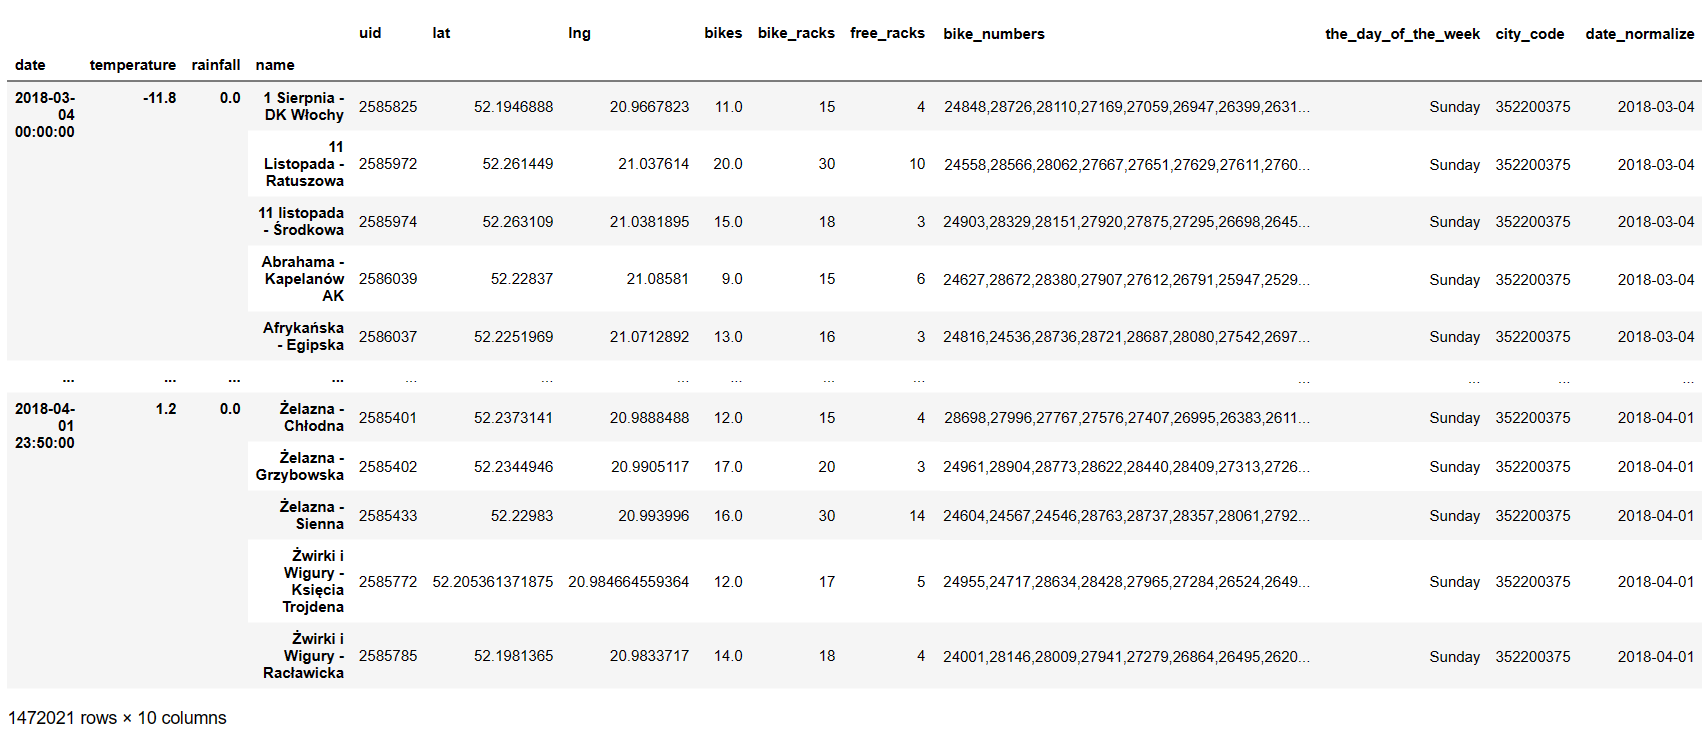 uid lat lng bikes bike_racks free_racks bike_numbers the_day_of_the_week city_code date_normalize
date temperature rainfall name
2018-03-04 00:00:00 -11.8 0.0 1 Sierpnia - DK Włochy 2585825 52.1946888 20.9667823 11.0 15 4 24848,28726,28110,27169,27059,26947,26399,2631... Sunday 352200375 2018-03-04
11 Listopada - Ratuszowa 2585972 52.261449 21.037614 20.0 30 10 24558,28566,28062,27667,27651,27629,27611,2760... Sunday 352200375 2018-03-04
11 listopada - Środkowa 2585974 52.263109 21.0381895 15.0 18 3 24903,28329,28151,27920,27875,27295,26698,2645... Sunday 352200375 2018-03-04
Abrahama - Kapelanów AK 2586039 52.22837 21.08581 9.0 15 6 24627,28672,28380,27907,27612,26791,25947,2529... Sunday 352200375 2018-03-04
Afrykańska - Egipska 2586037 52.2251969 21.0712892 13.0 16 3 24816,24536,28736,28721,28687,28080,27542,2697... Sunday 352200375 2018-03-04
... ... ... ... ... ... ... ... ... ... ... ... ... ...
2018-04-01 23:50:00 1.2 0.0 Żelazna - Chłodna 2585401 52.2373141 20.9888488 12.0 15 4 28698,27996,27767,27576,27407,26995,26383,2611... Sunday 352200375 2018-04-01
Żelazna - Grzybowska 2585402 52.2344946 20.9905117 17.0 20 3 24961,28904,28773,28622,28440,28409,27313,2726... Sunday 352200375 2018-04-01
Żelazna - Sienna 2585433 52.22983 20.993996 16.0 30 14 24604,24567,24546,28763,28737,28357,28061,2792... Sunday 352200375 2018-04-01
Żwirki i Wigury - Księcia Trojdena 2585772 52.205361371875 20.984664559364 12.0 17 5 24955,24717,28634,28428,27965,27284,26524,2649... Sunday 352200375 2018-04-01
Żwirki i Wigury - Racławicka 2585785 52.1981365 20.9833717 14.0 18 4 24001,28146,28009,27941,27279,26864,26495,2620... Sunday 352200375 2018-04-01
1472021 rows × 10 columns